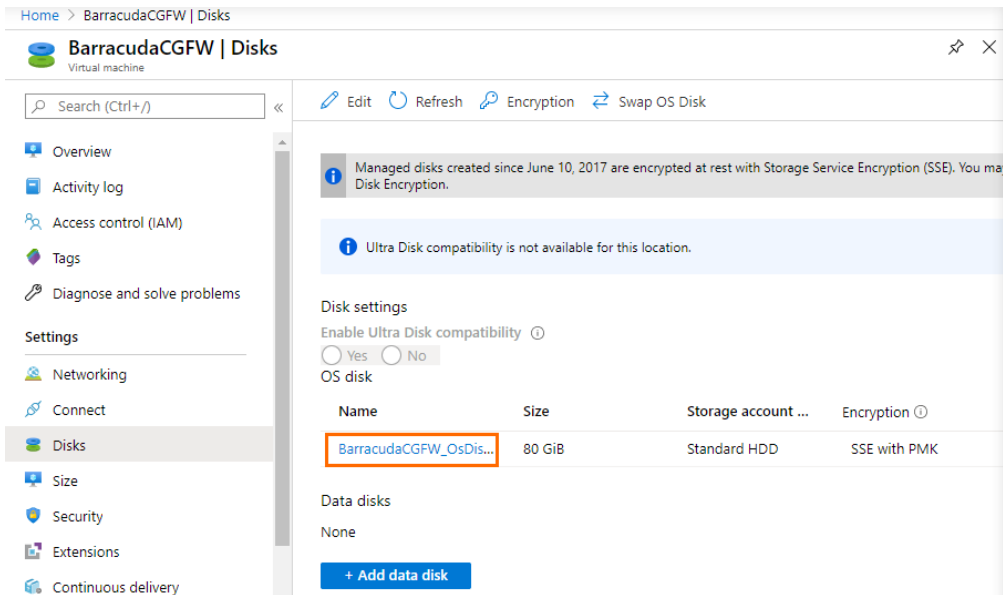 Home > BarracudaCGFW | Disks
BarracudaCGFW | Disks
Virtual machine
Search (Ctrl+/)
«
Overview
Activity log
Access control (IAM)
Tags
Diagnose and solve problems
Settings
Networking
Connect
Disks
Size
Security
Extensions
Continuous delivery
Edit Refresh Encryption Swap OS Disk
Managed disks created since June 10, 2017 are encrypted at rest with Storage Service Encryption (SSE). You may
Disk Encryption.
Ultra Disk compatibility is not available for this location.
Disk settings
Enable Ultra Disk compatibility
Yes No
OS disk
Name Size Storage account ... Encryption
BarracudaCGFW_OsDis... 80 GiB Standard HDD SSE with PMK
Data disks
None
+ Add data disk